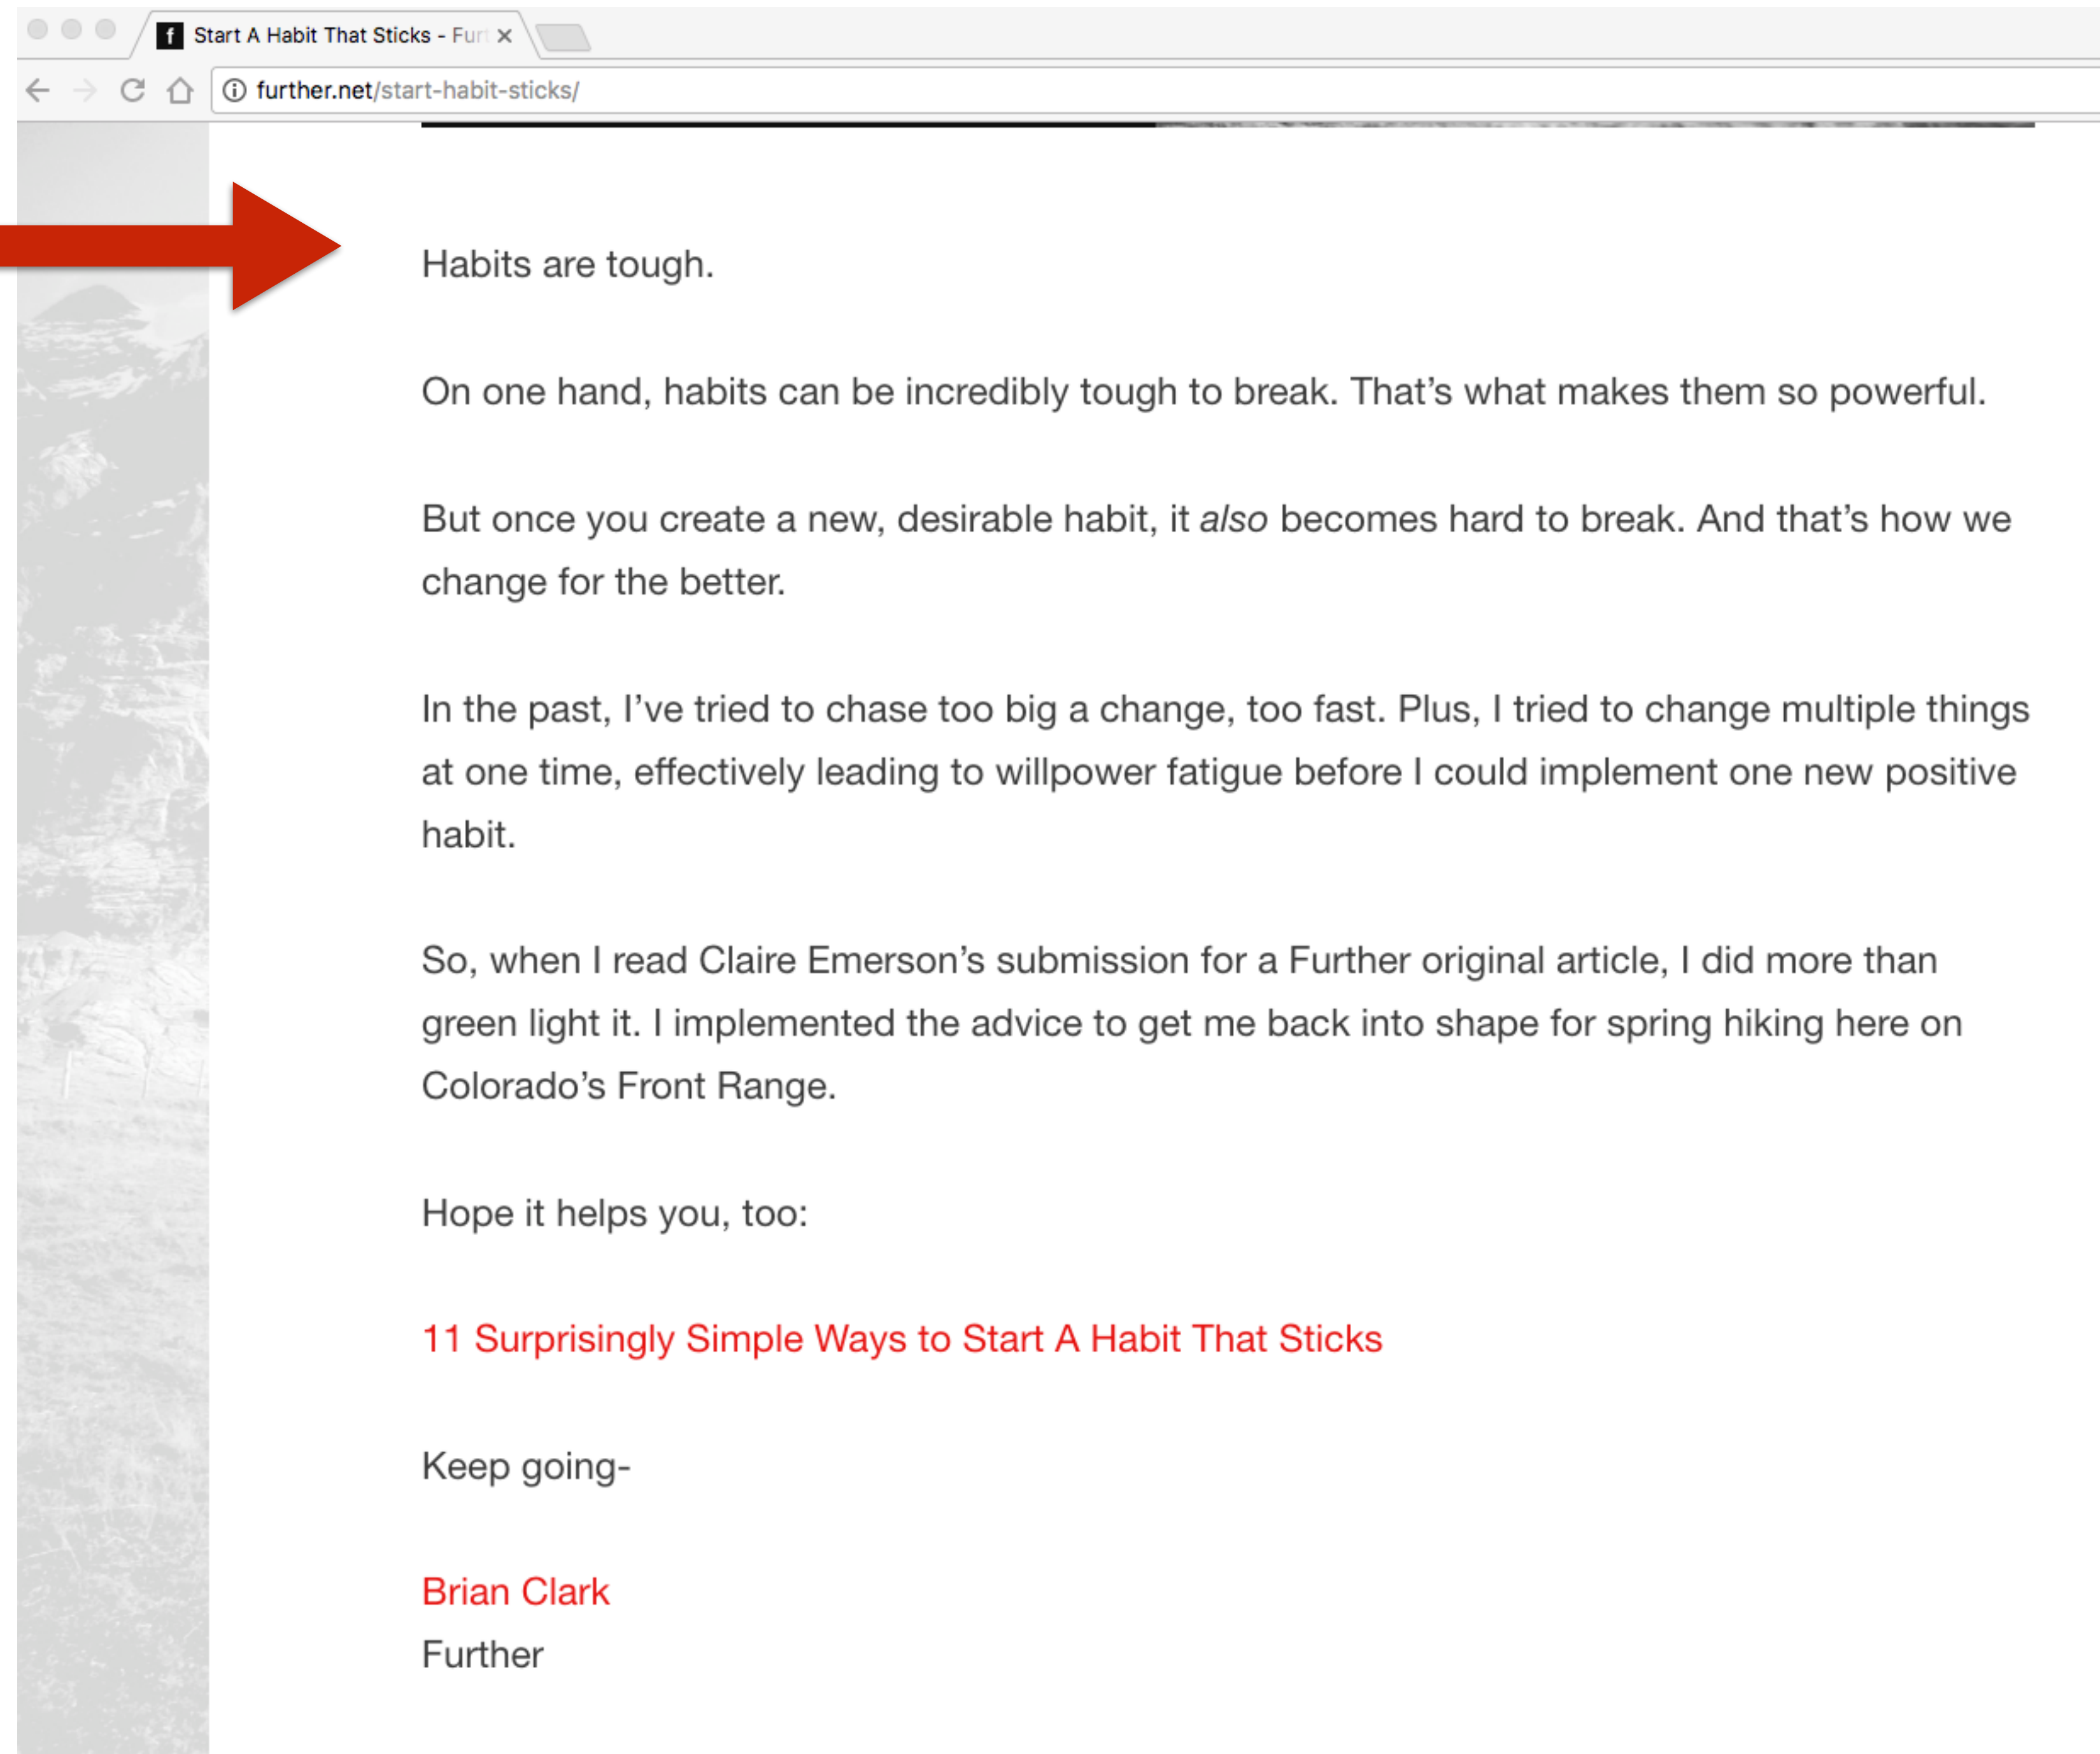 f Start A Habit That Sticks - Fur
further.net/start-habit-sticks/
Habits are tough.
On one hand, habits can be incredibly tough to break. That’s what makes them so powerful.
But once you create a new, desirable habit, it also becomes hard to break. And that’s how we
change for the better.
In the past, I’ve tried to chase too big a change, too fast. Plus, I tried to change multiple things
at one time, effectively leading to willpower fatigue before I could implement one new positive
habit.
So, when I read Claire Emerson’s submission for a Further original article, I did more than
green light it. I implemented the advice to get me back into shape for spring hiking here on
Colorado’s Front Range.
Hope it helps you, too:
11 Surprisingly Simple Ways to Start A Habit That Sticks
Keep going-
Brian Clark
Further